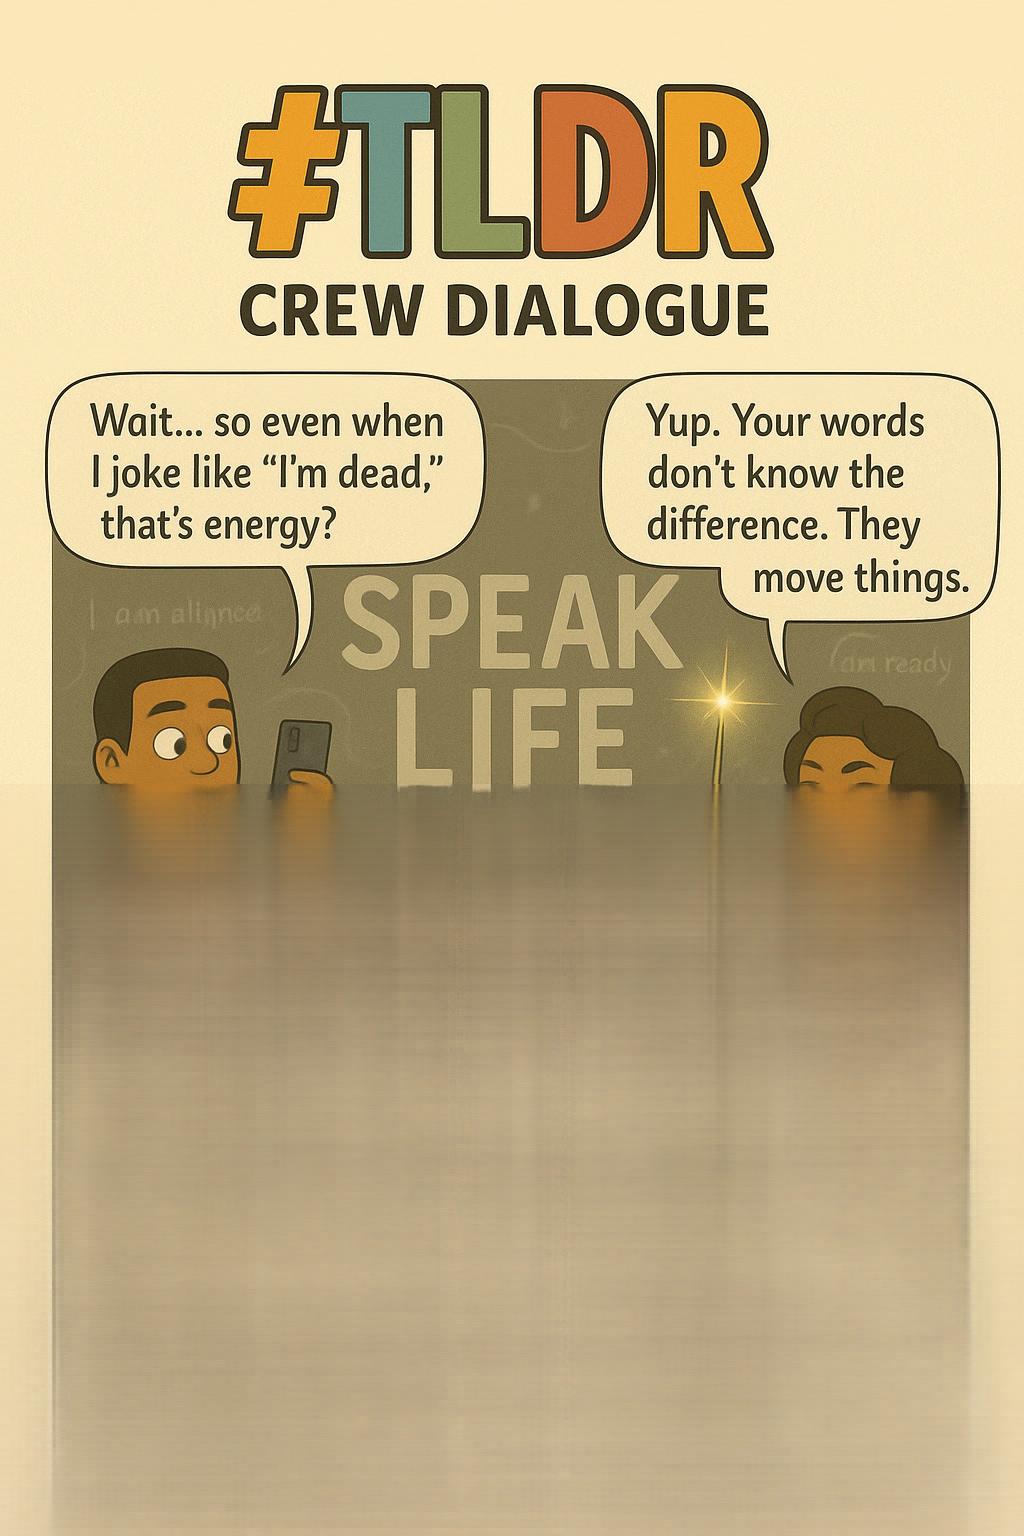 #TLDR
CREW DIALOGUE
Wait... so even when
I joke like “I’m dead,”
that’s energy?
Yup. Your words
don’t know the
difference. They
move things.
SPEAK
LIFE
I am
am ready